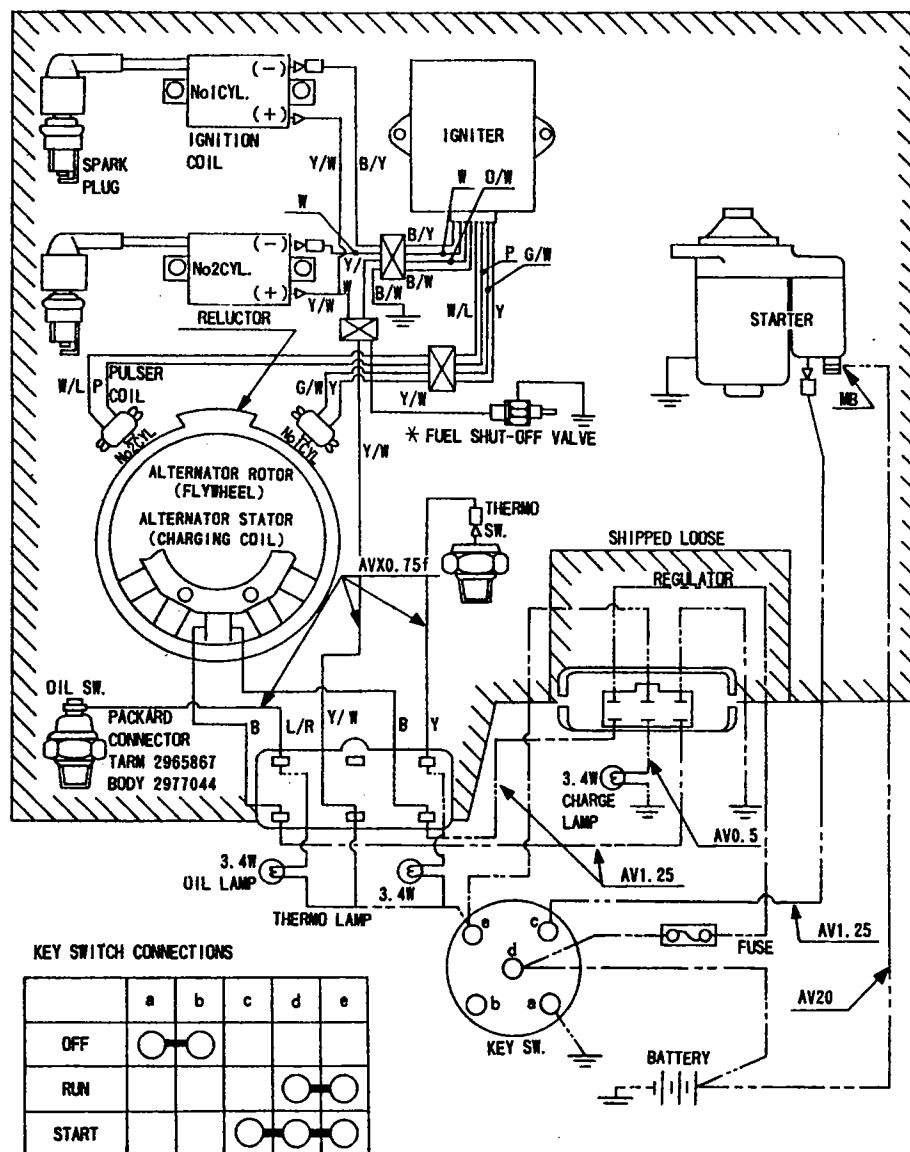 No1CYL.
(-)
(+)
IGNITION
COIL
SPARK
PLUG
Y/W
B/Y
IGNITER
W
O/W
W
B/Y
P
G/W
No2CYL.
(-)
(+)
Y/W
Y/
W
B/W
B/W
W/L
Y
RELUCTOR
STARTER
MB
W/L
P
PULSER
COIL
G/W
Y
Y/W
No2CYL
No1CYL
* FUEL SHUT-OFF VALVE
Y/W
ALTERNATOR ROTOR
(FLYWHEEL)
ALTERNATOR STATOR
(CHARGING COIL)
THERMO
SW.
AVX0.75f
SHIPPED LOOSE
REGULATOR
OIL SW.
PACKARD
CONNECTOR
TARM 2965867
BODY 2977044
B
L/R
Y/W
B
Y
3.4W
CHARGE
LAMP
AV0.5
3.4W
OIL LAMP
3.4W
THERMO LAMP
AV1.25
AV1.25
AV20
FUSE
e
c
d
b
a
KEY SW.
BATTERY
KEY SWITCH CONNECTIONS
a b c d e
OFF
RUN
START